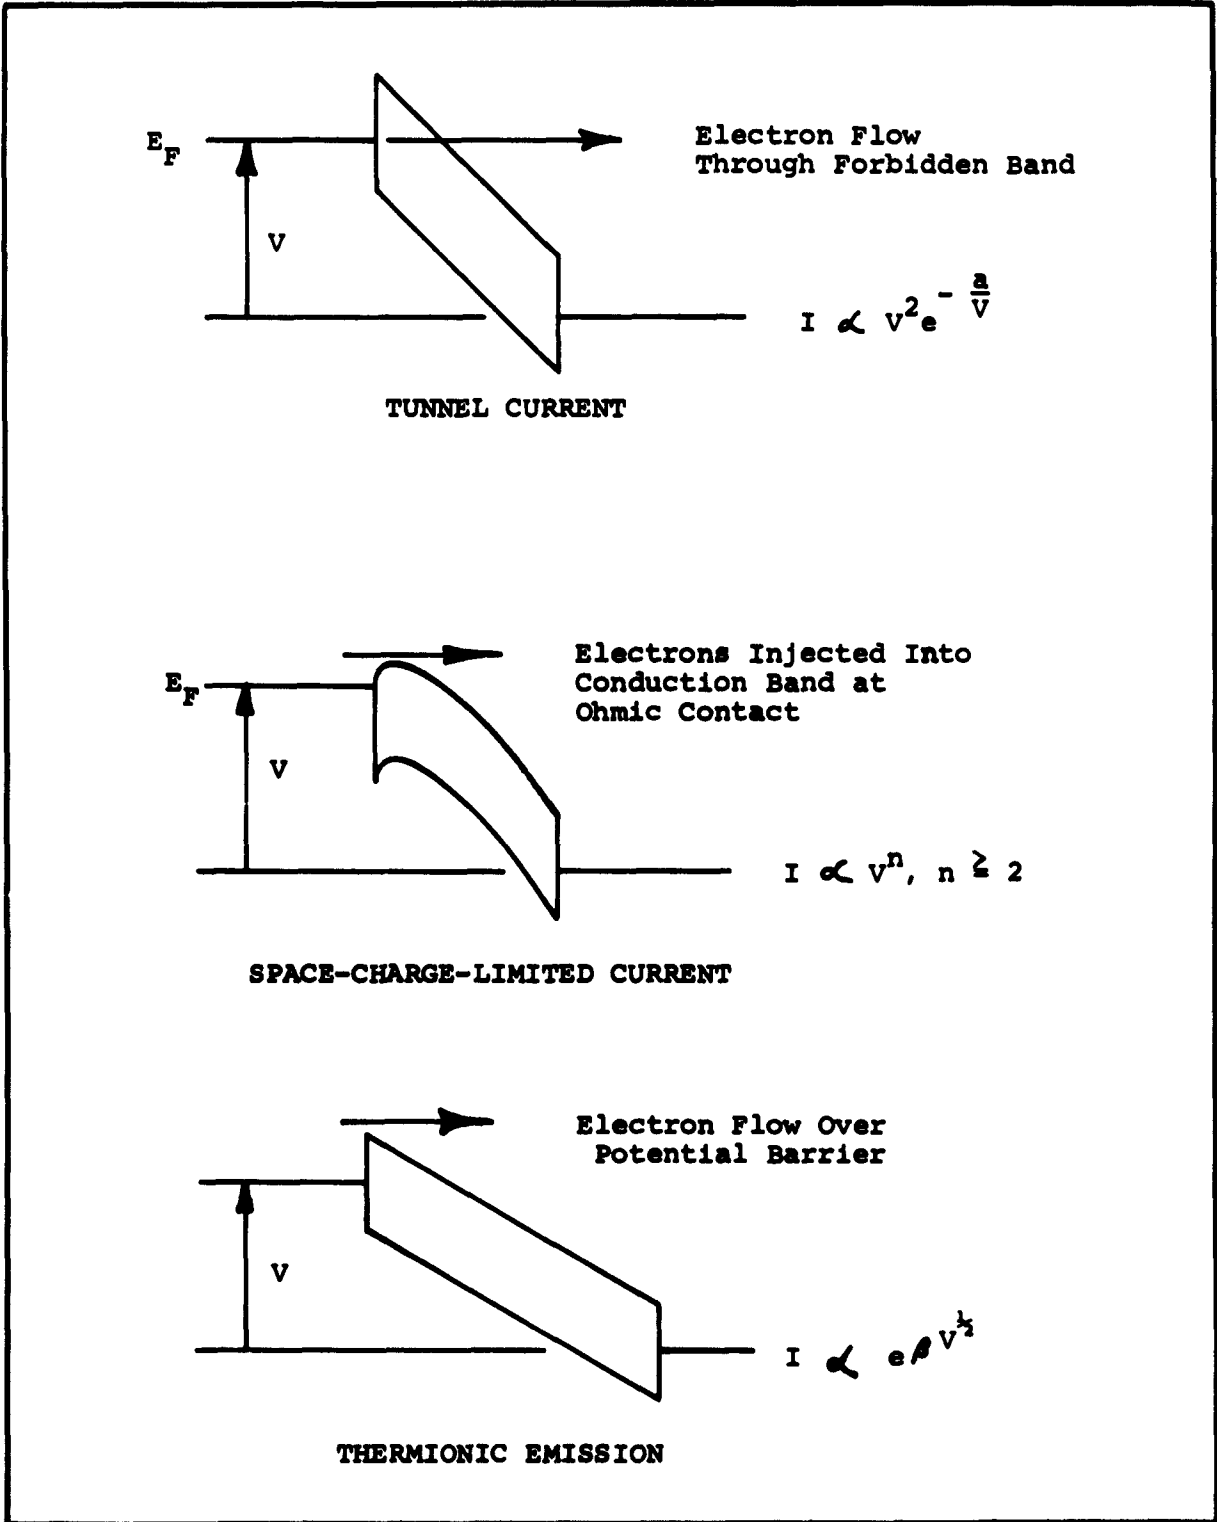 E_F
Electron Flow
Through Forbidden Band
V
I ∝ V²e^(- a/V)
TUNNEL CURRENT
Electrons Injected Into
Conduction Band at
Ohmic Contact
E_F
V
I ∝ Vⁿ, n ≧ 2
SPACE-CHARGE-LIMITED CURRENT
Electron Flow Over
Potential Barrier
V
I ∝ e^(β V^½)
THERMIONIC EMISSION